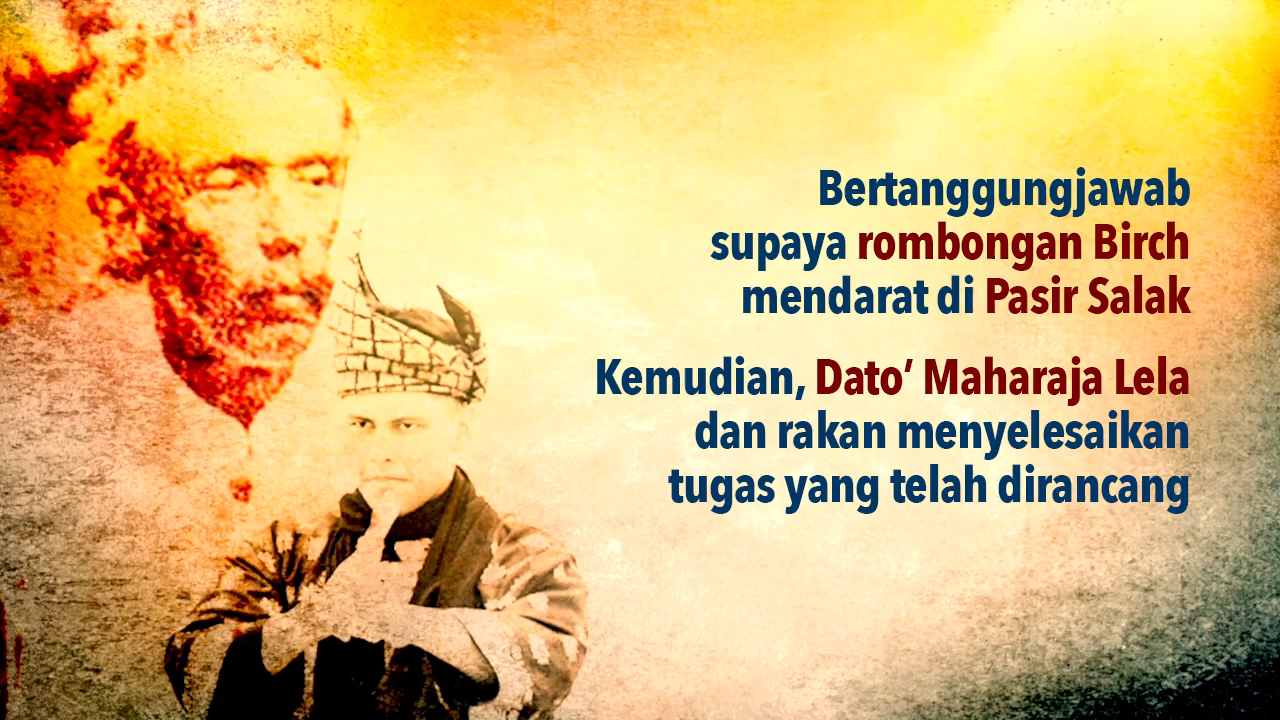 Bertanggungjawab
supaya rombongan Birch
mendarat di Pasir Salak
Kemudian, Dato’ Maharaja Lela
dan rakan menyelesaikan
tugas yang telah dirancang